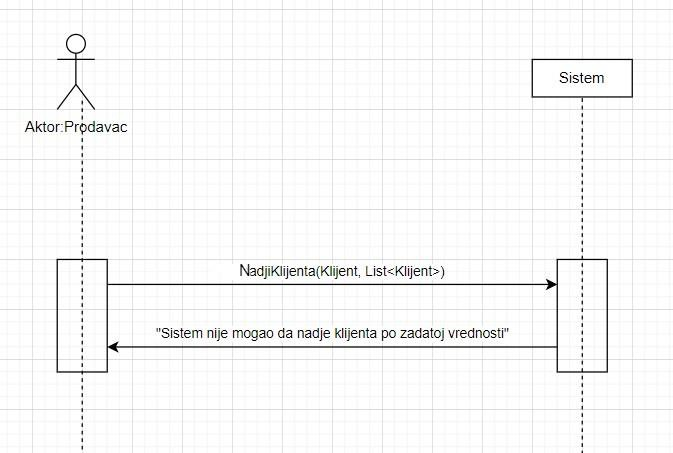 Sistem
Aktor:Prodavac
NadjiKlijenta(Klijent, List<Klijent>)
"Sistem nije mogao da nadje klijenta po zadatoj vrednosti"